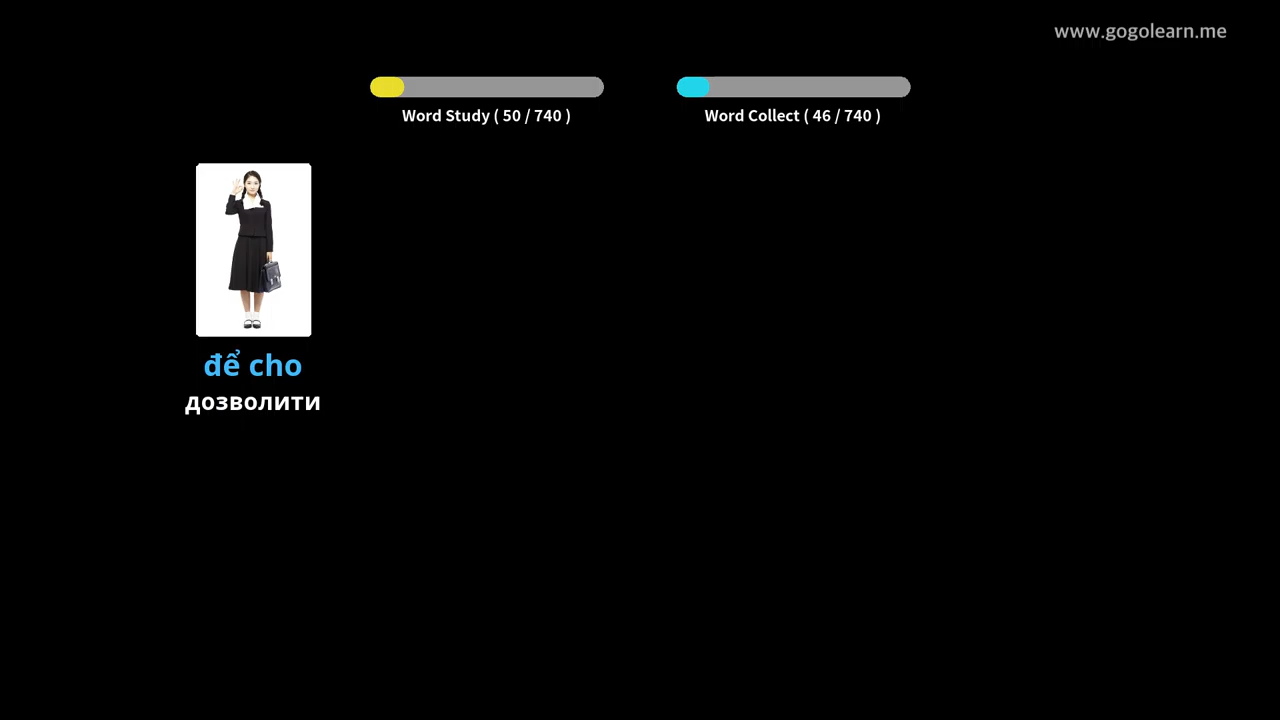 www.gogolearn.me
Word Study ( 50 / 740 )
Word Collect ( 46 / 740 )
để cho
дозволити